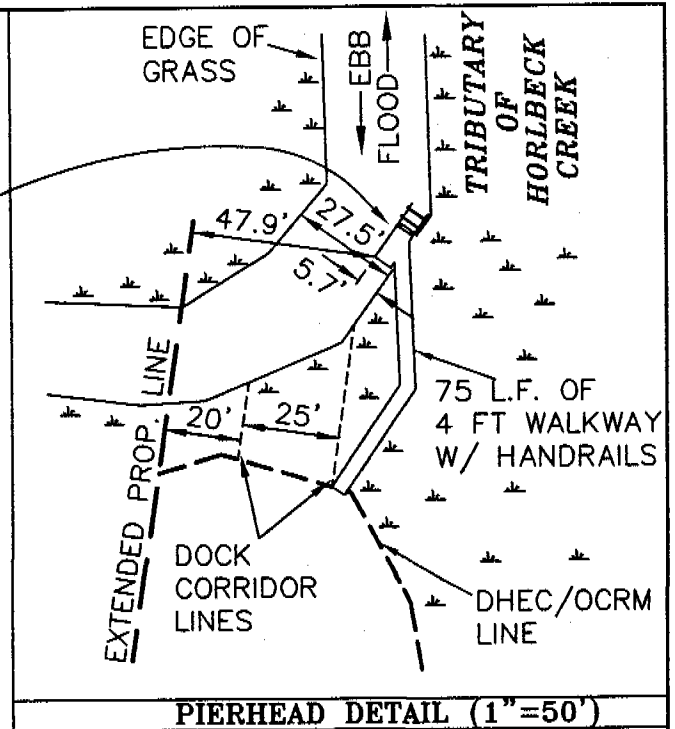 EDGE OF
GRASS
EBB
FLOOD
TRIBUTARY
OF
HORLBECK
CREEK
47.9'
27.5'
5.7'
EXTENDED PROP. LINE
20'
25'
75 L.F. OF
4 FT WALKWAY
W/ HANDRAILS
DOCK
CORRIDOR
LINES
DHEC/OCRM
LINE
PIERHEAD DETAIL (1"=50')